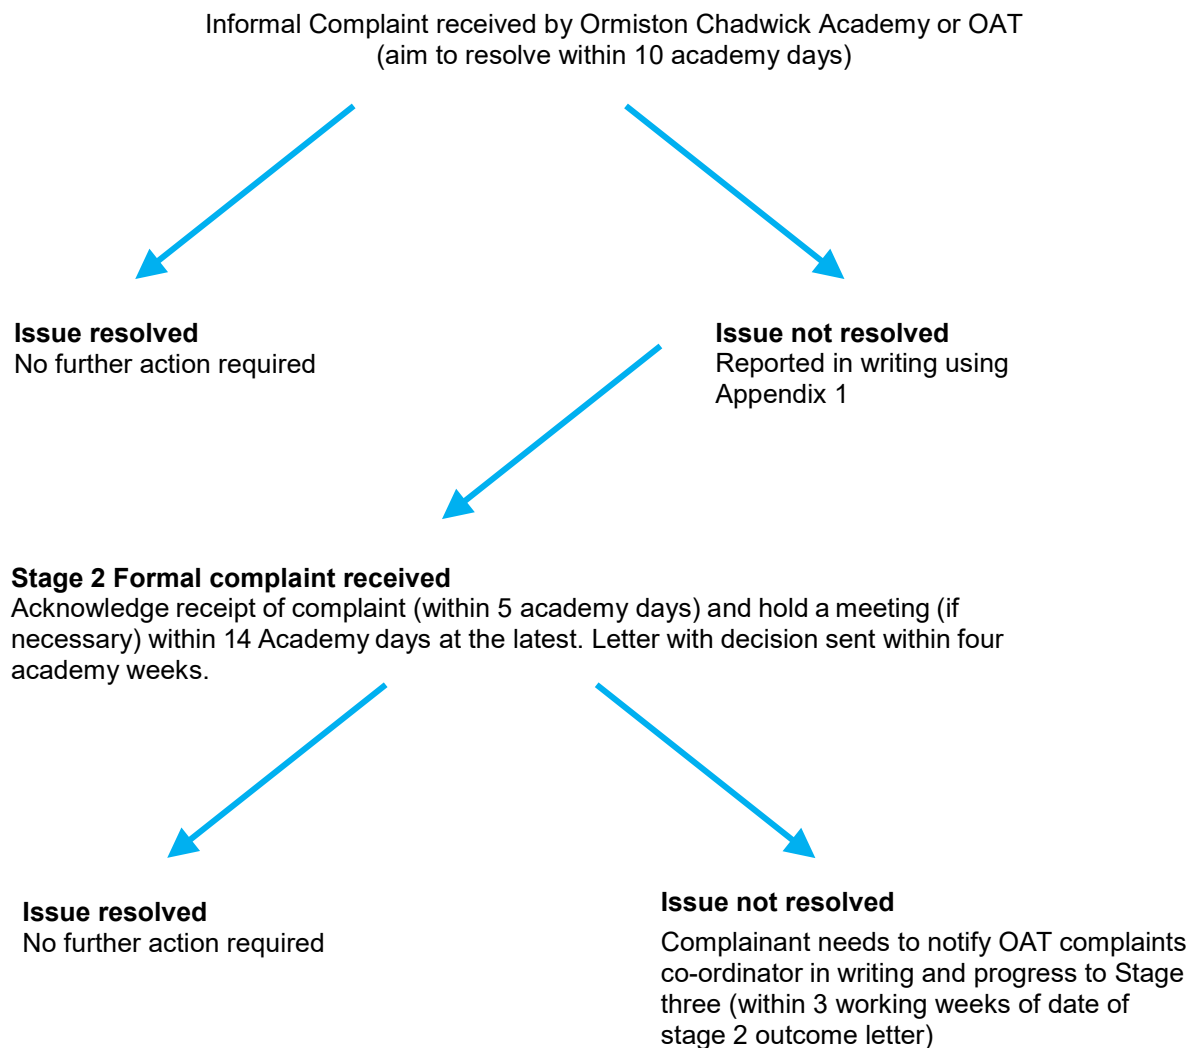 Informal Complaint received by Ormiston Chadwick Academy or OAT
(aim to resolve within 10 academy days)
Issue resolved
No further action required
Issue not resolved
Reported in writing using
Appendix 1
Stage 2 Formal complaint received
Acknowledge receipt of complaint (within 5 academy days) and hold a meeting (if
necessary) within 14 Academy days at the latest. Letter with decision sent within four
academy weeks.
Issue resolved
No further action required
Issue not resolved
Complainant needs to notify OAT complaints
co-ordinator in writing and progress to Stage
three (within 3 working weeks of date of
stage 2 outcome letter)